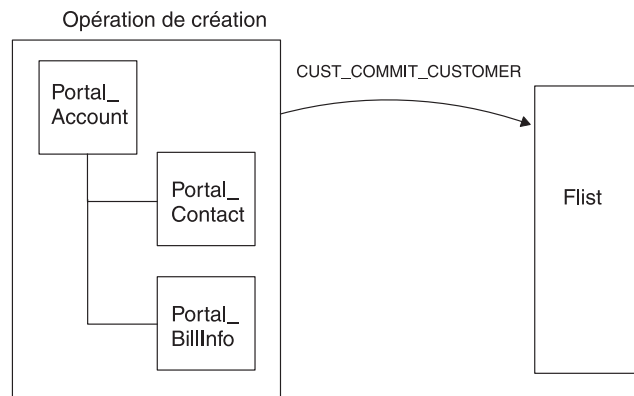 Opération de création
CUST_COMMIT_CUSTOMER
Portal_
Account
Portal_
Contact
Flist
Portal_
BillInfo